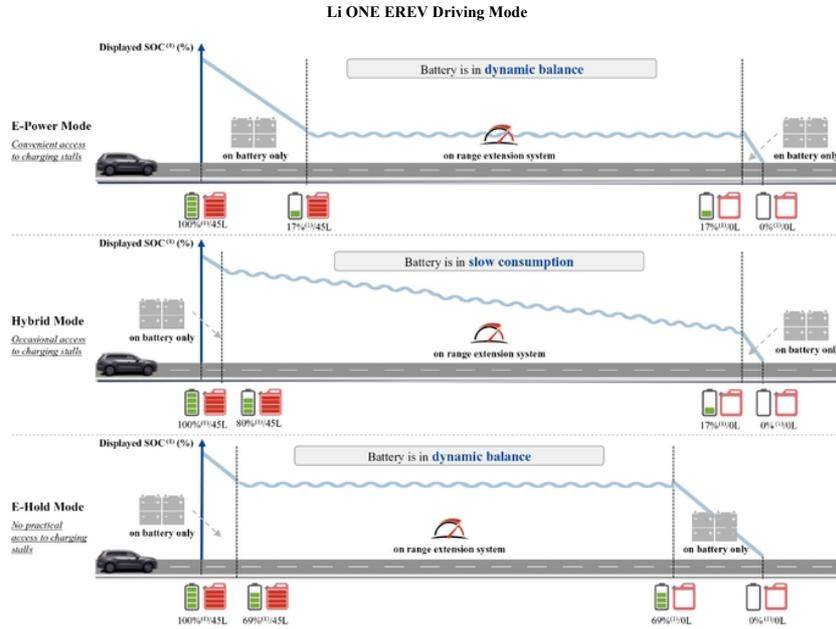 Li ONE EREV Driving Mode
Displayed SOC⁽¹⁾ (%)
Battery is in dynamic balance
E-Power Mode
Convenient access
to charging stalls
on battery only
on range extension system
on battery only
100%⁽¹⁾/45L
17%⁽¹⁾/45L
17%⁽¹⁾/0L
0%⁽¹⁾/0L
Displayed SOC⁽¹⁾ (%)
Battery is in slow consumption
Hybrid Mode
Occasional access
to charging stalls
on battery only
on range extension system
on battery only
100%⁽¹⁾/45L
80%⁽¹⁾/45L
17%⁽¹⁾/0L
0%⁽¹⁾/0L
Displayed SOC⁽¹⁾ (%)
Battery is in dynamic balance
E-Hold Mode
No practical
access to charging
stalls
on battery only
on range extension system
on battery only
100%⁽¹⁾/45L
69%⁽¹⁾/45L
69%⁽¹⁾/0L
0%⁽¹⁾/0L